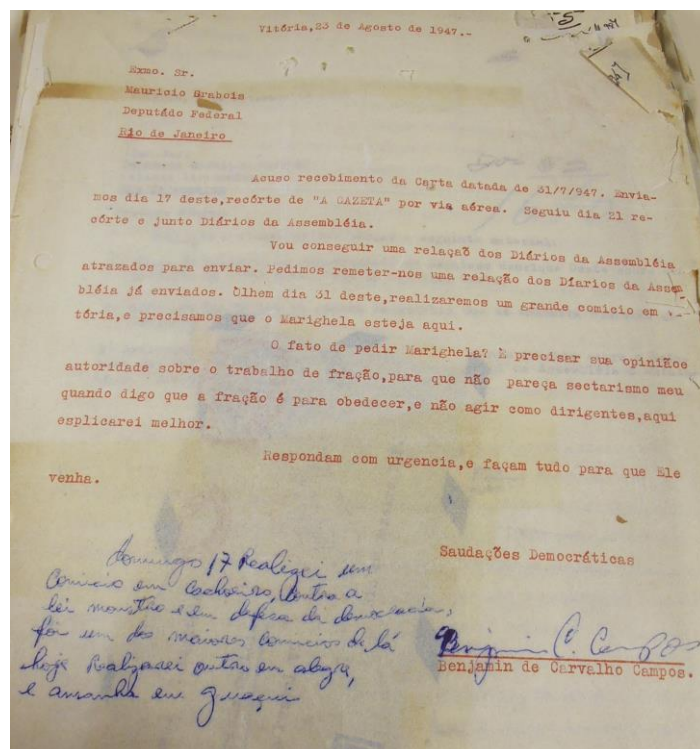 Vitória,23 de Agosto de 1947.-
Exmo. Sr.
Mauricio Grabois
Deputádo Federal
Rio de Janeiro
Acuso recebimento da Carta datada de 31/7/947. Envia-
mos dia 17 deste,recórte de "A GAZETA" por via aérea. Seguiu dia 21 re-
córte e junto Diários da Assembléia.
Vou conseguir uma relação dos Diários da Assembléia
atrazados para enviar. Pedimos remeter-nos uma relação dos Díarios da Assem
bléia já enviados. Olhem dia 31 deste,realizaremos um grande comicio em
tória,e precisamos que o Marighela esteja aqui.
O fato de pedir Marighela? É precisar sua opinião e
autoridade sobre o trabalho de fração,para que não pareça sectarismo meu
quando digo que a fração é para obedecer,e não agir como dirigentes,aqui
esplicarei melhor.
Respondam com urgencia,e façam tudo para que Ele
venha.
Saudações Democráticas
Domingo 17 Realizei um
Comicio em Cachoeiro, Contra a
lei monstro e em defesa da democracia,
foi um dos maiores Comicios de lá
hoje Realizarei outro em alegre,
e amanhã em Guaçui
Benjamin C. Campos
Benjamin de Carvalho Campos.